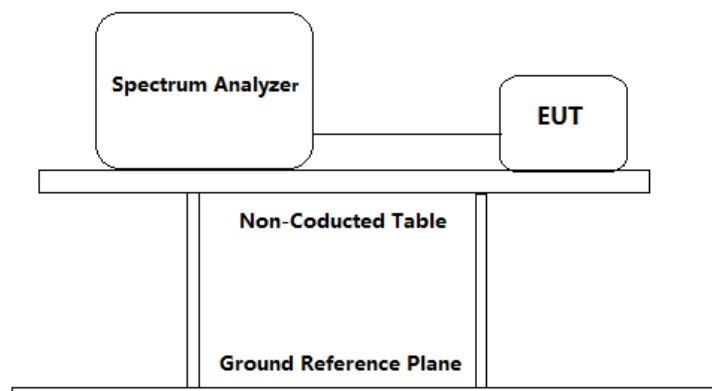 Spectrum Analyzer
EUT
Non-Coducted Table
Ground Reference Plane